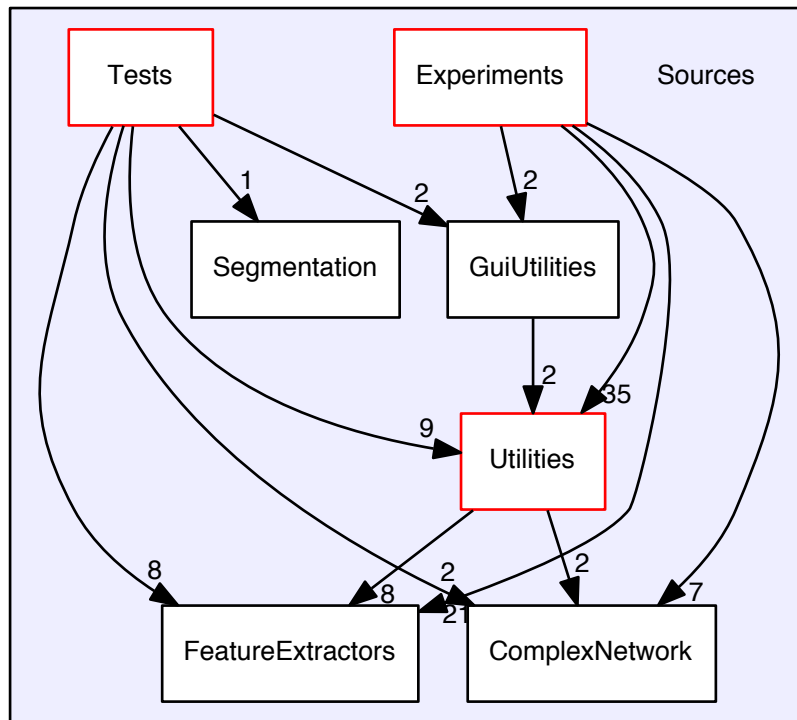 Tests
Experiments
Sources
1
2
2
Segmentation
GuiUtilities
2
35
9
Utilities
8
2
8
21
2
7
FeatureExtractors
ComplexNetwork